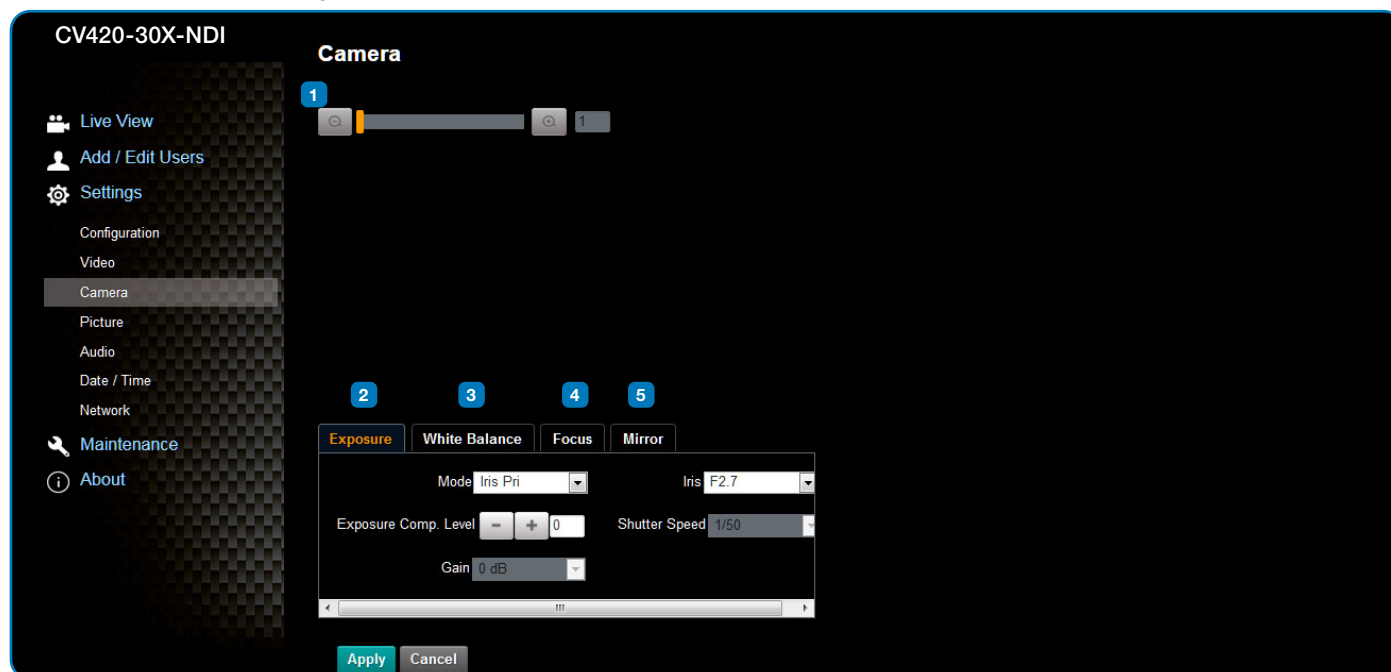 CV420-30X-NDI
Camera
1
1
Live View
Add / Edit Users
Settings
Configuration
Video
Camera
Picture
Audio
Date / Time
Network
Maintenance
About
2 3 4 5
Exposure White Balance Focus Mirror
Mode Iris Pri Iris F2.7
Exposure Comp. Level - + 0 Shutter Speed 1/50
Gain 0 dB
Apply Cancel